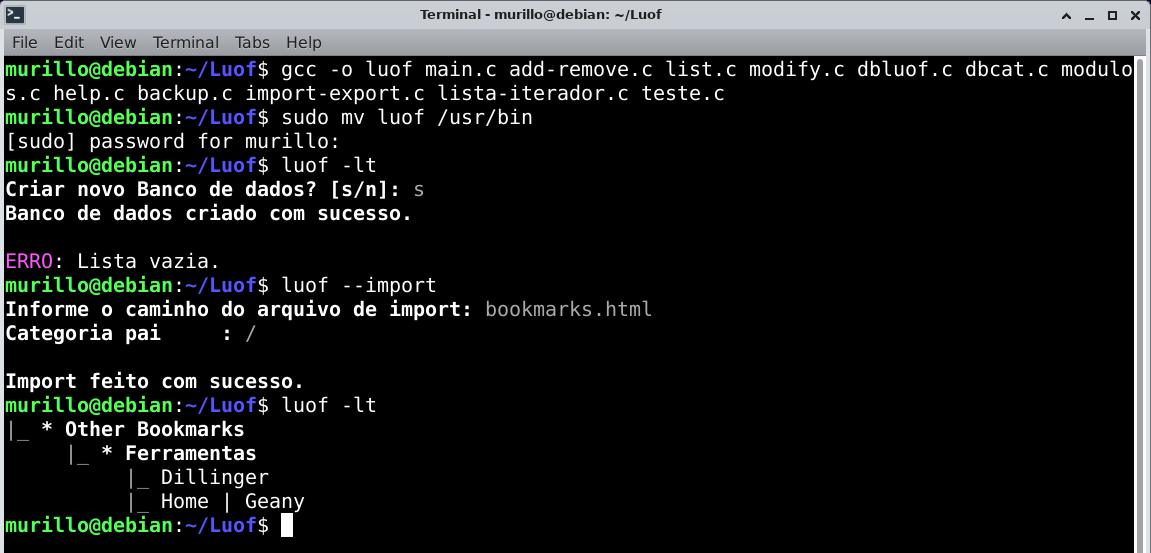 Terminal - murillo@debian: ~/Luof
File Edit View Terminal Tabs Help
murillo@debian:~/Luof$ gcc -o luof main.c add-remove.c list.c modify.c dbluof.c dbcat.c modulo
s.c help.c backup.c import-export.c lista-iterador.c teste.c
murillo@debian:~/Luof$ sudo mv luof /usr/bin
[sudo] password for murillo:
murillo@debian:~/Luof$ luof -lt
Criar novo Banco de dados? [s/n]: s
Banco de dados criado com sucesso.
ERRO: Lista vazia.
murillo@debian:~/Luof$ luof --import
Informe o caminho do arquivo de import: bookmarks.html
Categoria pai     : /
Import feito com sucesso.
murillo@debian:~/Luof$ luof -lt
|_ * Other Bookmarks
     |_ * Ferramentas
          |_ Dillinger
          |_ Home | Geany
murillo@debian:~/Luof$